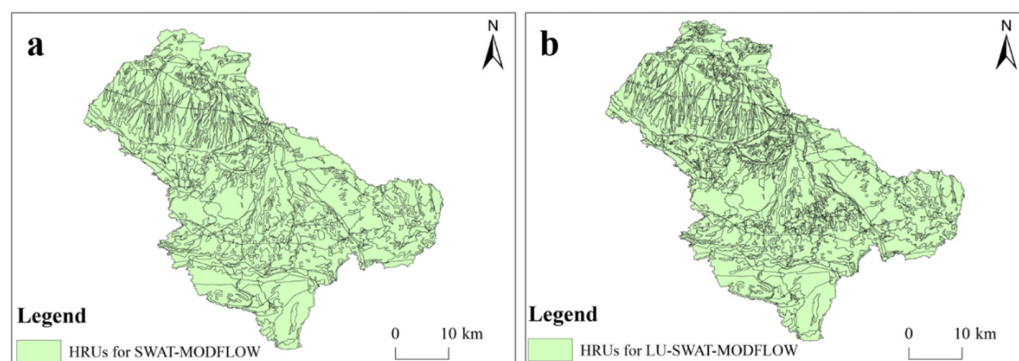 a
N
Legend
HRUs for SWAT-MODFLOW
0 10 km
b
N
Legend
HRUs for LU-SWAT-MODFLOW
0 10 km